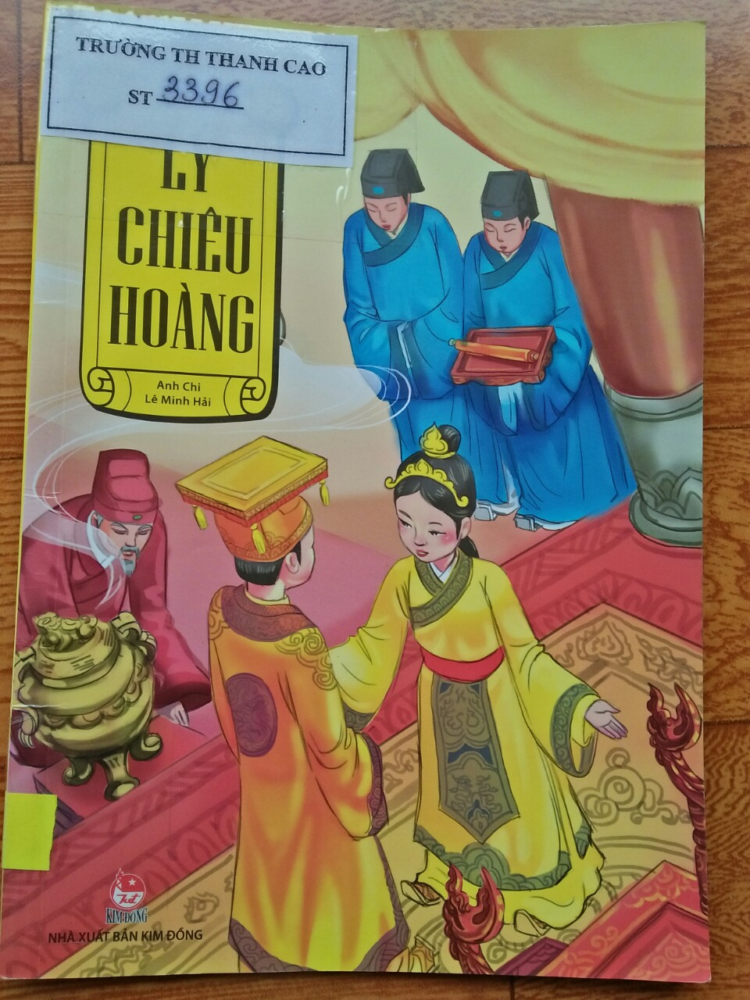 TRƯỜNG TH THANH CAO
ST 3396
LÝ
CHIÊU
HOÀNG
Anh Chi
Lê Minh Hải
KIM ĐỒNG
NHÀ XUẤT BẢN KIM ĐỒNG